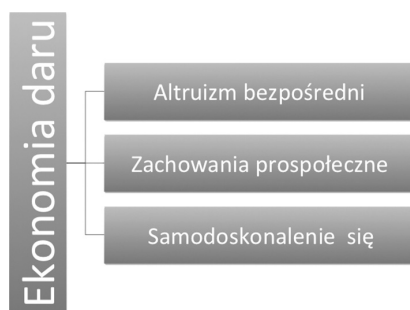 Ekonomia daru
Altruizm bezpośredni
Zachowania prospołeczne
Samodoskonalenie się